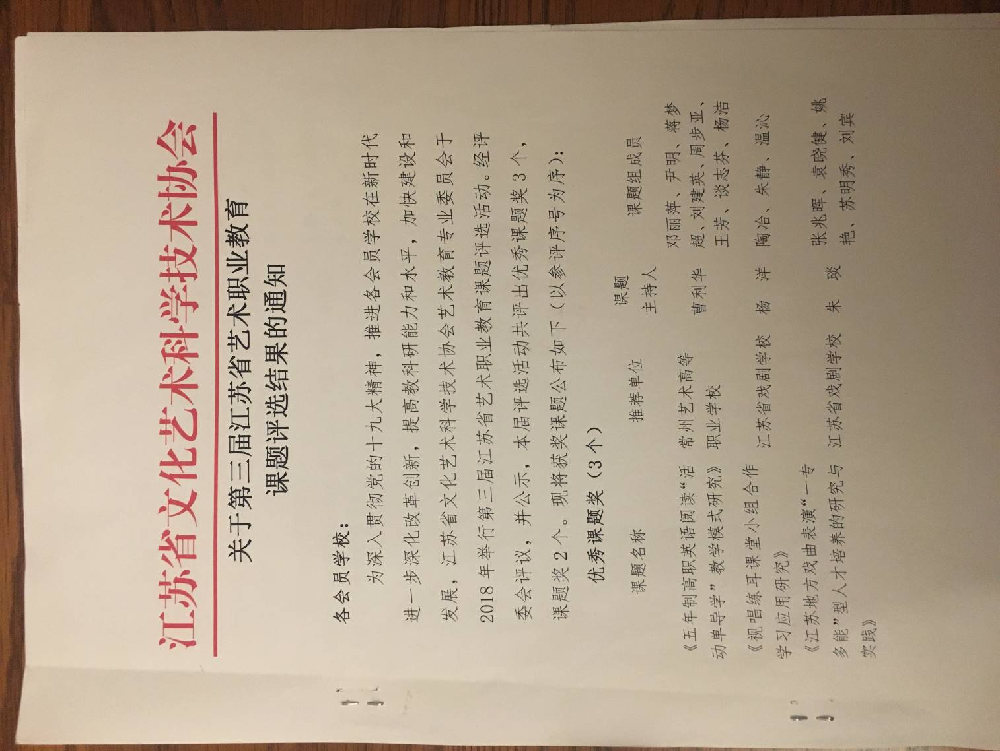 江苏省文化艺术科学技术协会
关于第三届江苏省艺术职业教育
课题评选结果的通知
各会员学校：
为深入贯彻党的十九大精神，推进各会员学校在新时代
进一步深化改革创新，提高教科研能力和水平，加快建设和
发展，江苏省文化艺术科学技术协会艺术教育专业委员会于
2018 年举行第三届江苏省艺术职业教育课题评选活动。经评
委会评议，并公示，本届评选活动共评出优秀课题奖 3 个，
课题奖 2 个。现将获奖课题公布如下（以参评序号为序）：
优秀课题奖（3 个）
课题名称 推荐单位 课题 主持人 课题组成员
《五年制高职英语阅读“活 常州艺术高等 邓丽萍、尹明、蒋梦
动单导学”教学模式研究》 职业学校 曹利华 超、刘建英、周步亚、
王芳、谈志芬、杨洁
《视唱练耳课堂小组合作 江苏省戏剧学校 杨 洋 陶冶、朱静、温沁
学习应用研究》
《江苏地方戏曲表演“一专 张兆晖、袁晓健、姚
多能”型人才培养的研究与 江苏省戏剧学校 朱 琰 艳、苏明秀、刘宾
实践》